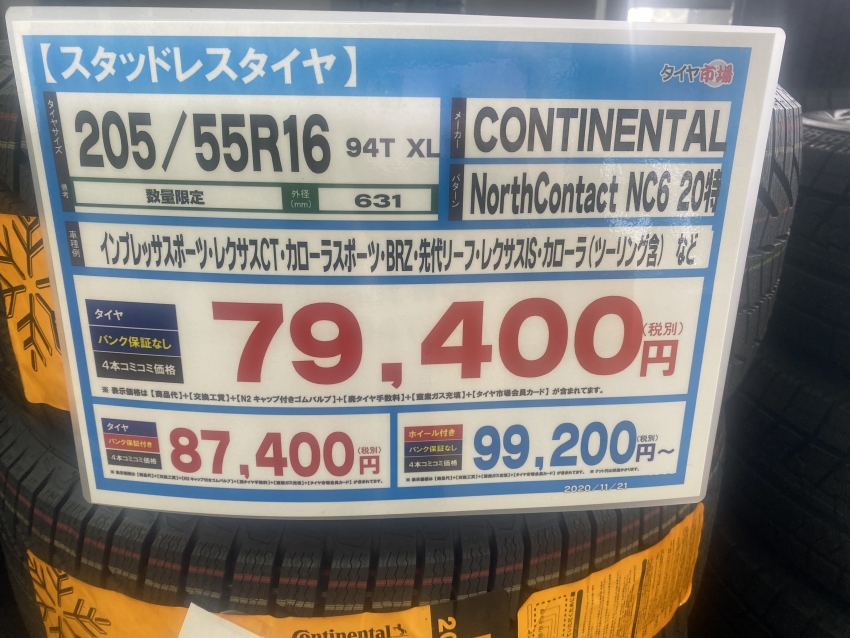 【スタッドレスタイヤ】
タイヤ市場
タイヤサイズ
205/55R16 94T XL
メーカー
CONTINENTAL
備考
数量限定
外径(mm)
631
パターン
NorthContact NC6 20特
車種例
インプレッサスポーツ・レクサスCT・カローラスポーツ・BRZ・先代リーフ・レクサスIS・カローラ(ツーリング含) など
タイヤ
パンク保証なし
4本コミコミ価格
79,400円(税別)
※ 表示価格は【商品代】+【交換工賃】+【N2 キャップ付きゴムバルブ】+【廃タイヤ手数料】+【窒素ガス充填】+【タイヤ市場会員カード】が含まれてます。
タイヤ
パンク保証付き
4本コミコミ価格
87,400円(税別)
ホイール付き
パンク保証なし
4本コミコミ価格
99,200円～(税別)
2020/11/21
Continental